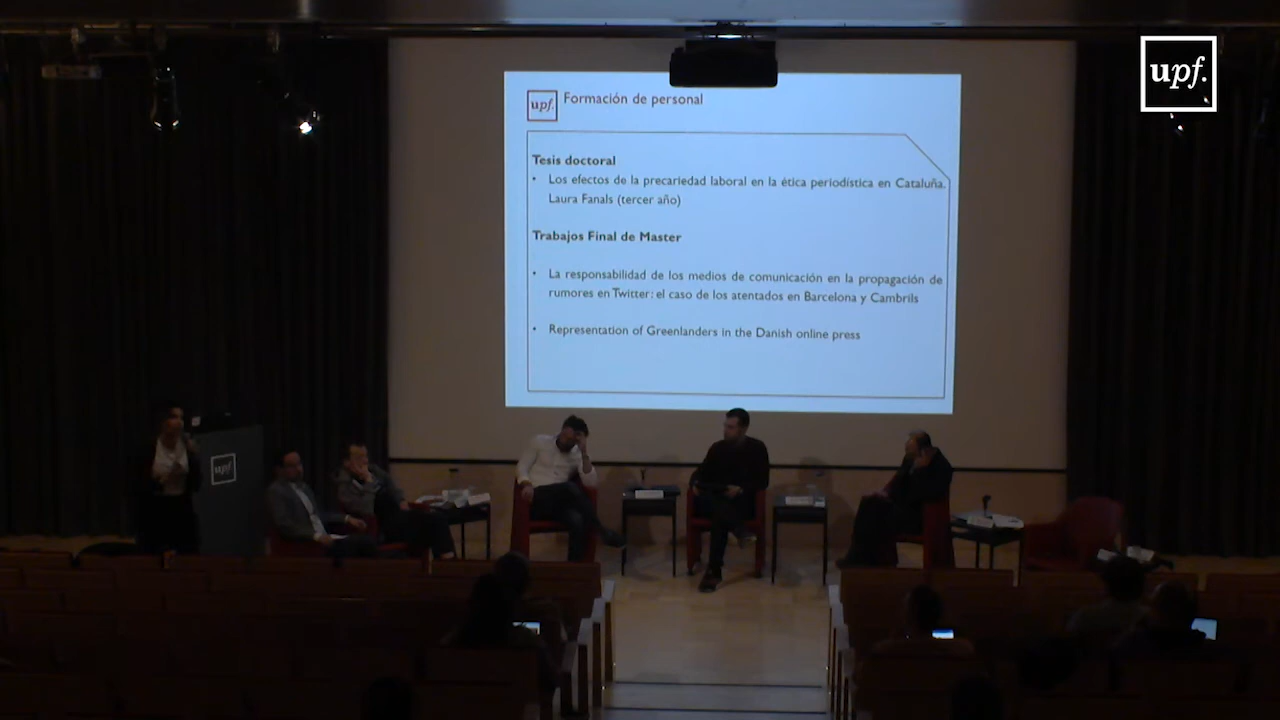 upf.
upf. Formación de personal
Tesis doctoral
• Los efectos de la precariedad laboral en la ética periodística en Cataluña.
Laura Fanals (tercer año)
Trabajos Final de Master
• La responsabilidad de los medios de comunicación en la propagación de
rumores en Twitter: el caso de los atentados en Barcelona y Cambrils
• Representation of Greenlanders in the Danish online press
upf.